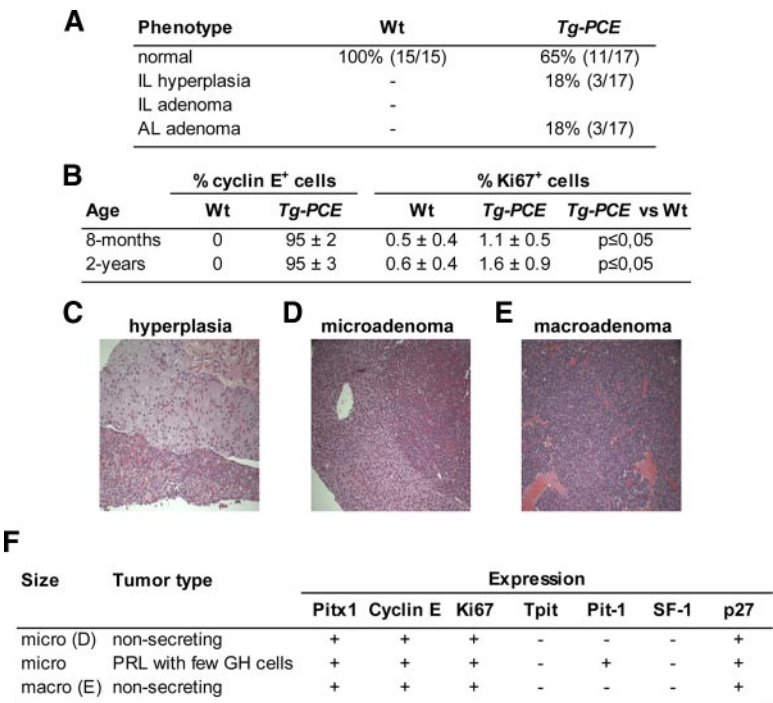 A
Phenotype Wt Tg-PCE
normal 100% (15/15) 65% (11/17)
IL hyperplasia - 18% (3/17)
IL adenoma -
AL adenoma - 18% (3/17)
B
% cyclin E+ cells % Ki67+ cells
Age Wt Tg-PCE Wt Tg-PCE Tg-PCE vs Wt
8-months 0 95 ± 2 0.5 ± 0.4 1.1 ± 0.5 p≤0,05
2-years 0 95 ± 3 0.6 ± 0.4 1.6 ± 0.9 p≤0,05
C hyperplasia D microadenoma E macroadenoma
F
Size Tumor type Expression
Pitx1 Cyclin E Ki67 Tpit Pit-1 SF-1 p27
micro (D) non-secreting + + + - - - +
micro PRL with few GH cells + + + - + - +
macro (E) non-secreting + + + - - - +